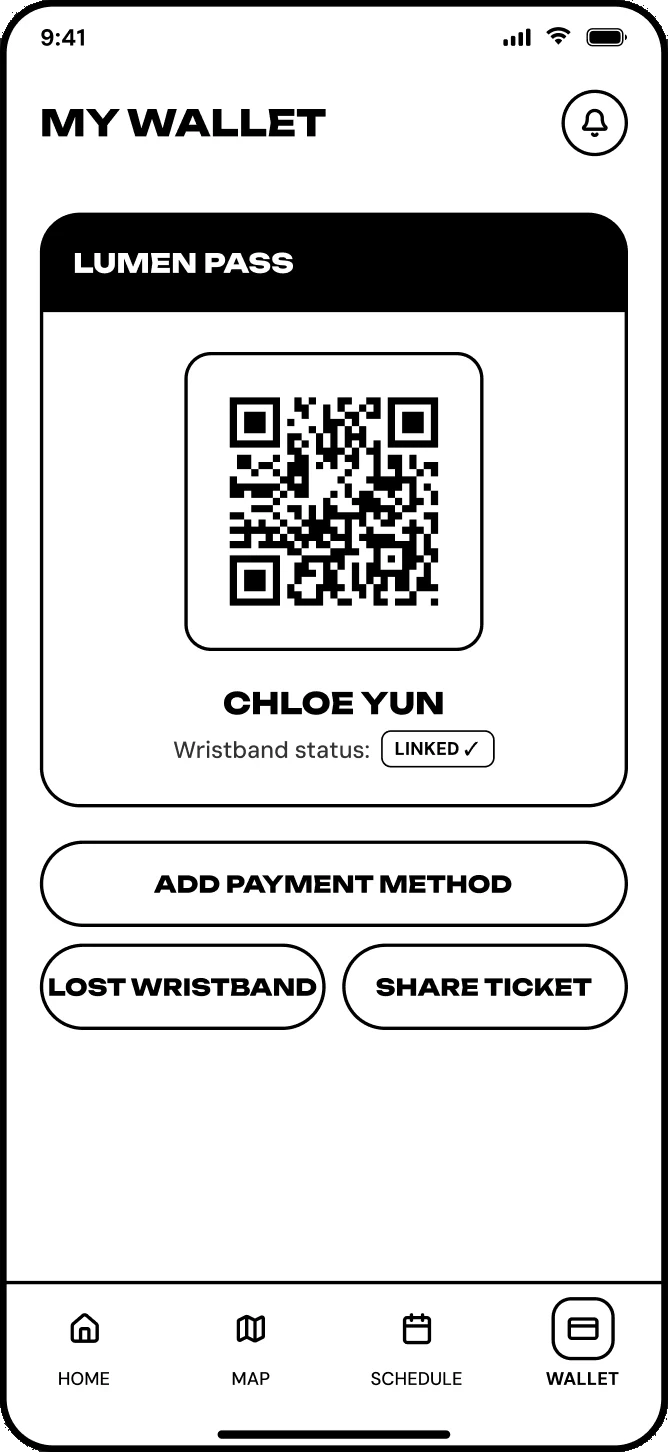 9:41
MY WALLET
LUMEN PASS
CHLOE YUN
Wristband status: LINKED ✓
ADD PAYMENT METHOD
LOST WRISTBAND SHARE TICKET
HOME MAP SCHEDULE WALLET